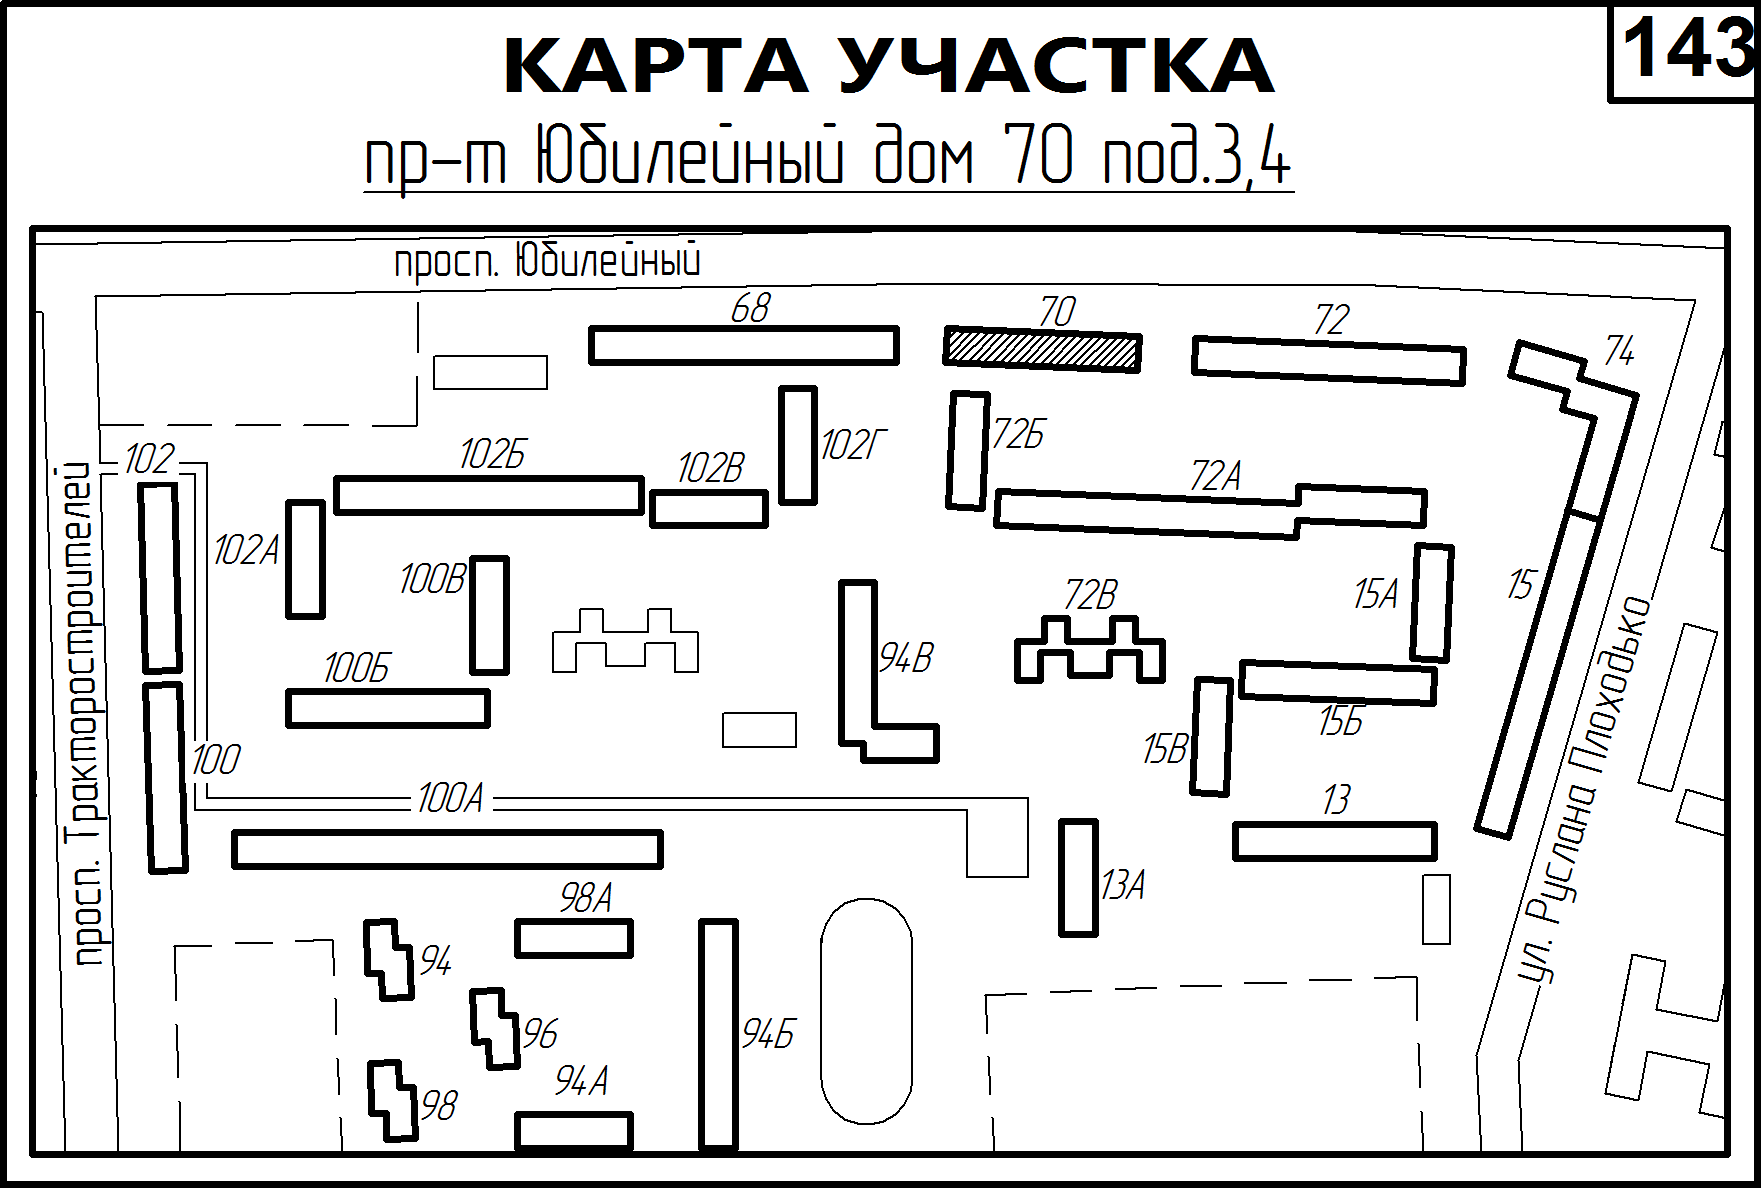 143
КАРТА УЧАСТКА
пр-т Юбилейный дом 70 под.3,4
просп. Юбилейный
68
70
72
74
102
102Б
102В
102Г
72Б
72А
102А
100В
72В
15А
15
100Б
94В
15Б
15В
100
100А
13
13А
98А
94
96
94Б
94А
98
просп. Тракторостроителей
ул. Руслана Плоходько